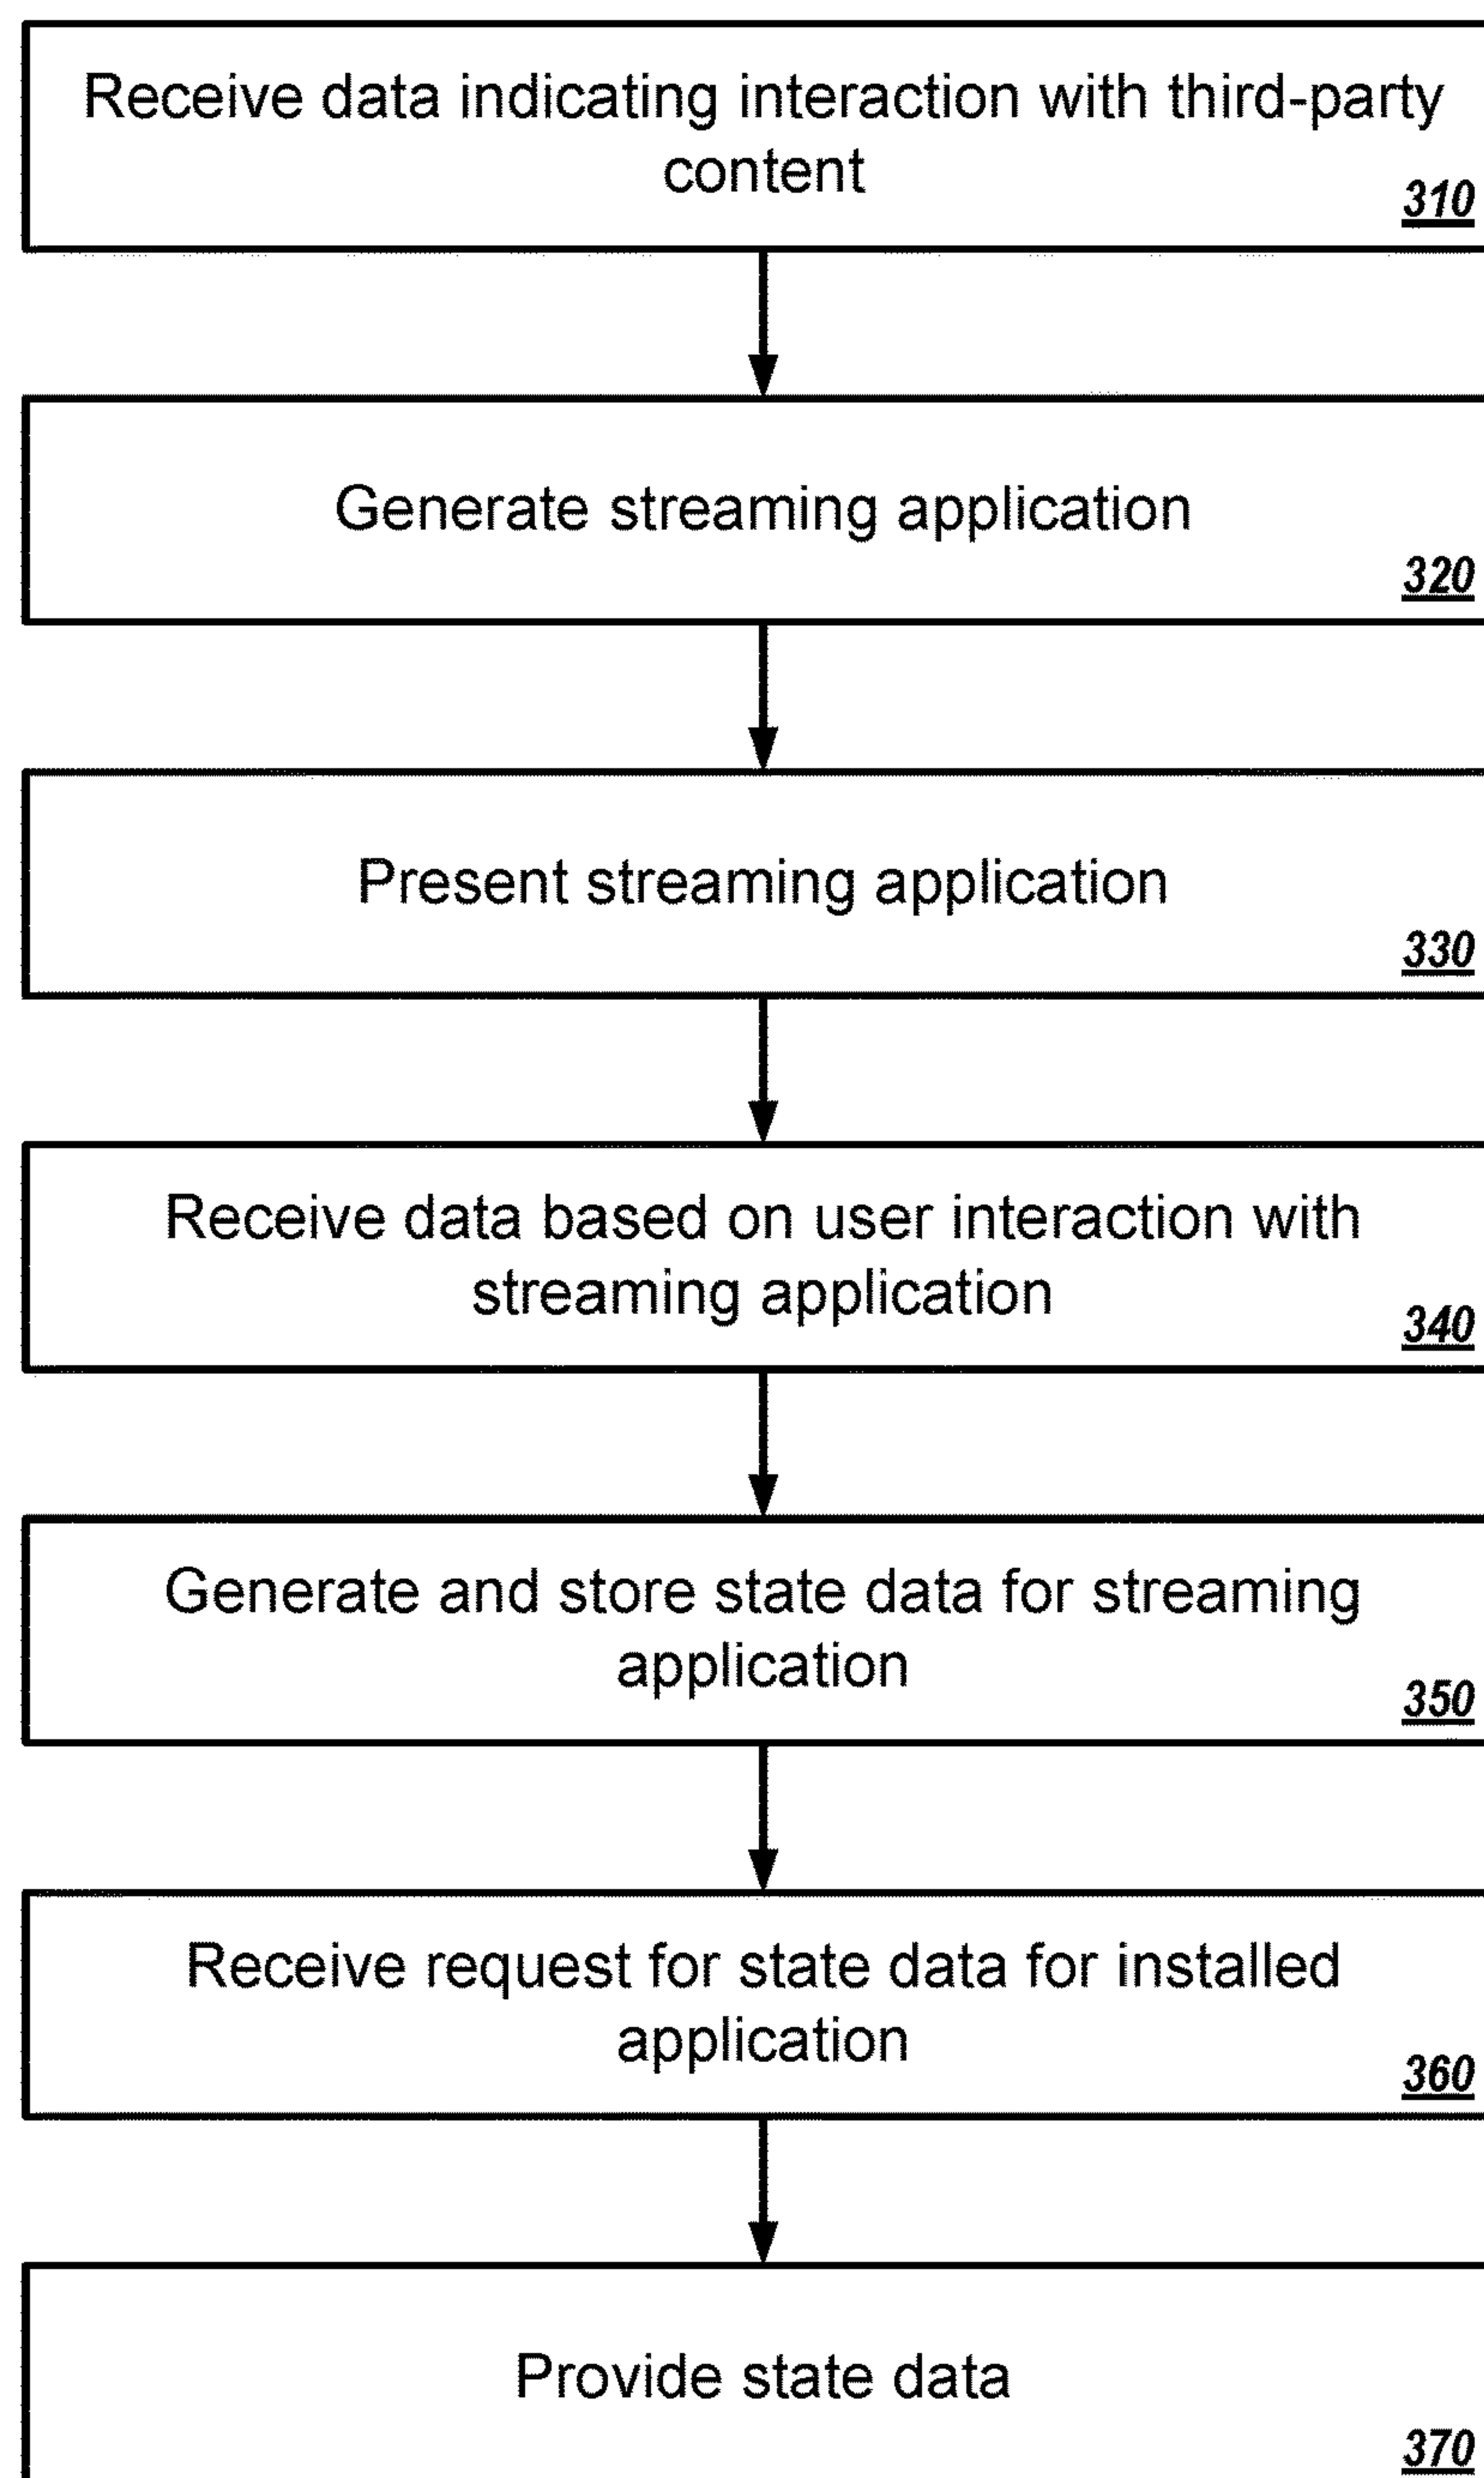 Receive data indicating interaction with third-party
content
310
Generate streaming application
320
Present streaming application
330
Receive data based on user interaction with
streaming application
340
Generate and store state data for streaming
application
350
Receive request for state data for installed
application
360
Provide state data
370